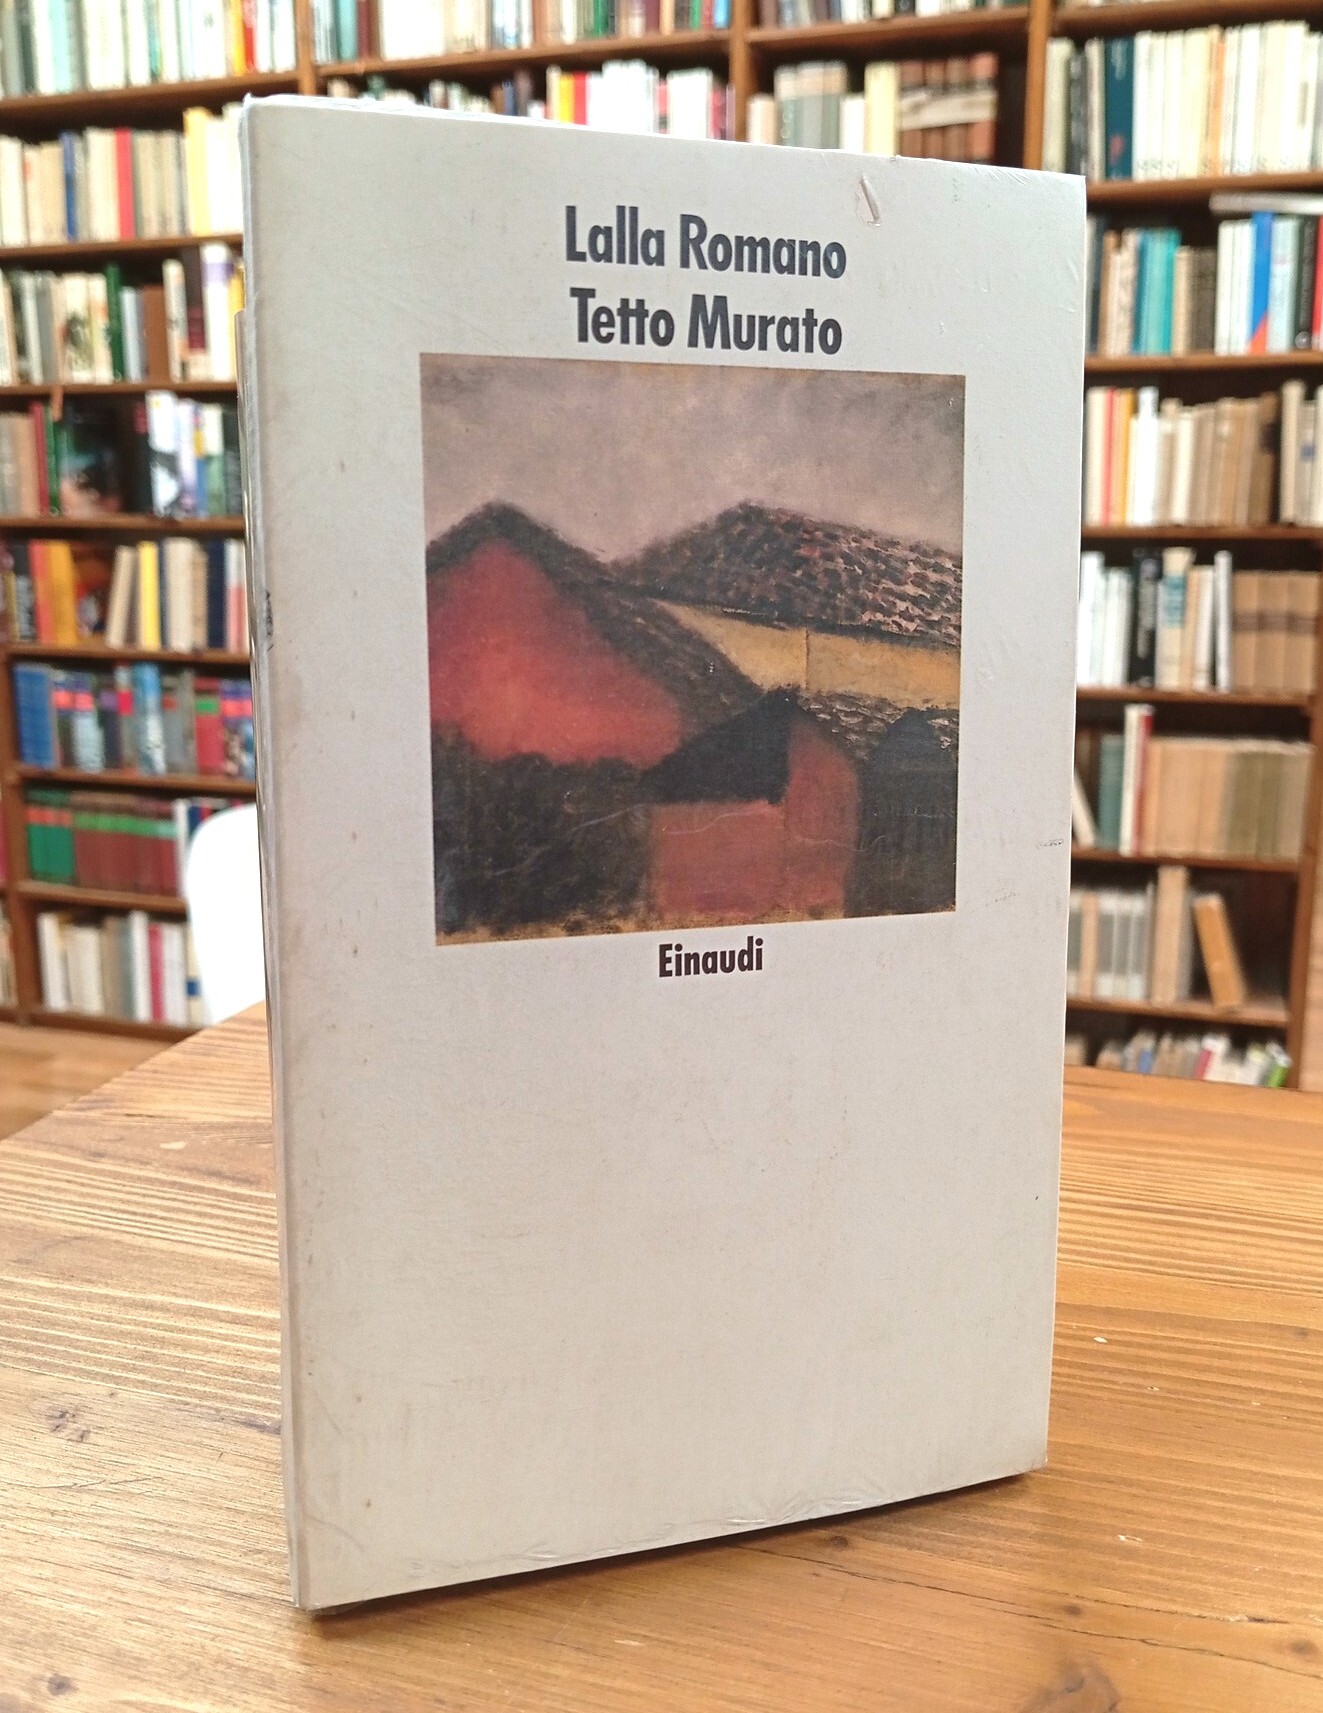 Lalla Romano
Tetto Murato
Einaudi